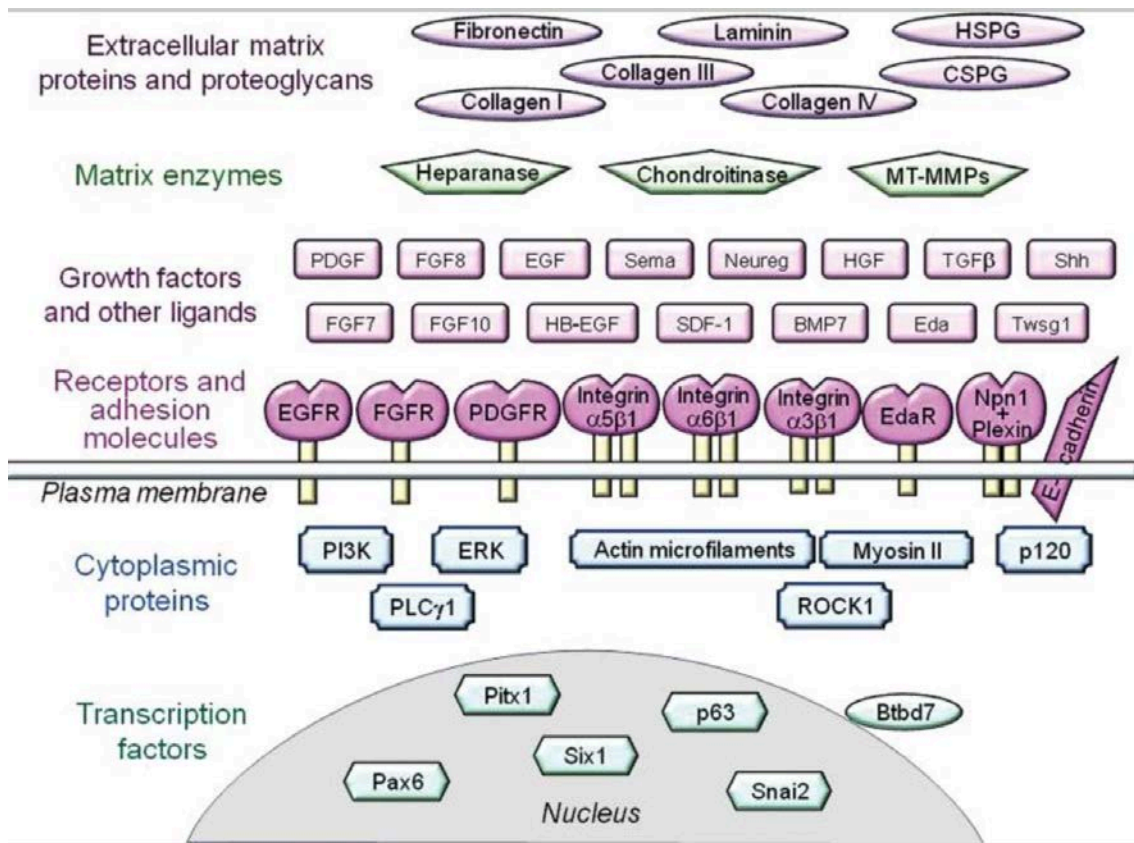 Extracellular matrix
proteins and proteoglycans
Fibronectin
Laminin
HSPG
Collagen III
CSPG
Collagen I
Collagen IV
Matrix enzymes
Heparanase
Chondroitinase
MT-MMPs
Growth factors
and other ligands
PDGF
FGF8
EGF
Sema
Neureg
HGF
TGFβ
Shh
FGF7
FGF10
HB-EGF
SDF-1
BMP7
Eda
Twsg1
Receptors and
adhesion
molecules
EGFR
FGFR
PDGFR
Integrin
α5β1
Integrin
α6β1
Integrin
α3β1
EdaR
Npn1
+
Plexin
E-cadherin
Plasma membrane
Cytoplasmic
proteins
PI3K
ERK
Actin microfilaments
Myosin II
p120
PLCγ1
ROCK1
Transcription
factors
Pitx1
p63
Btbd7
Six1
Pax6
Snai2
Nucleus